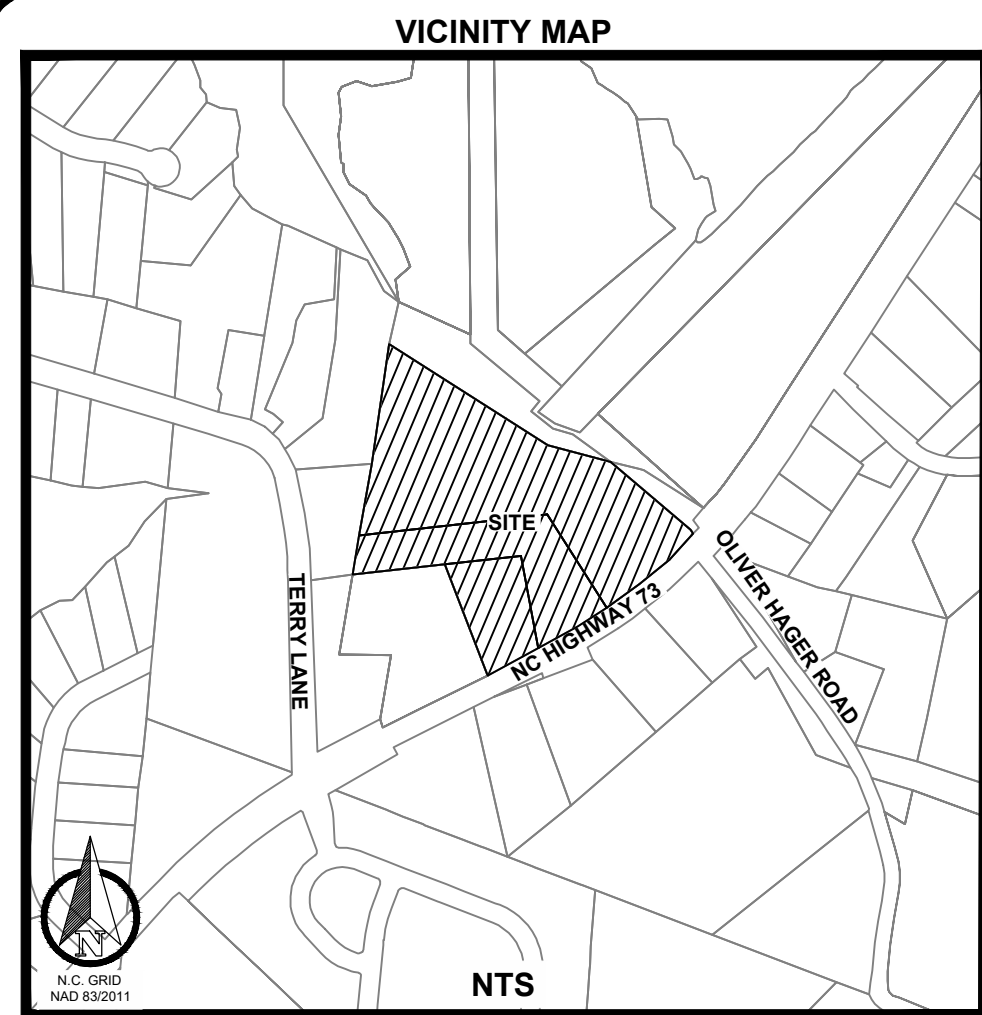 VICINITY MAP
SITE
OLIVER HAGER ROAD
TERRY LANE
NC HIGHWAY 73
N
N.C. GRID
NAD 83/2011
NTS